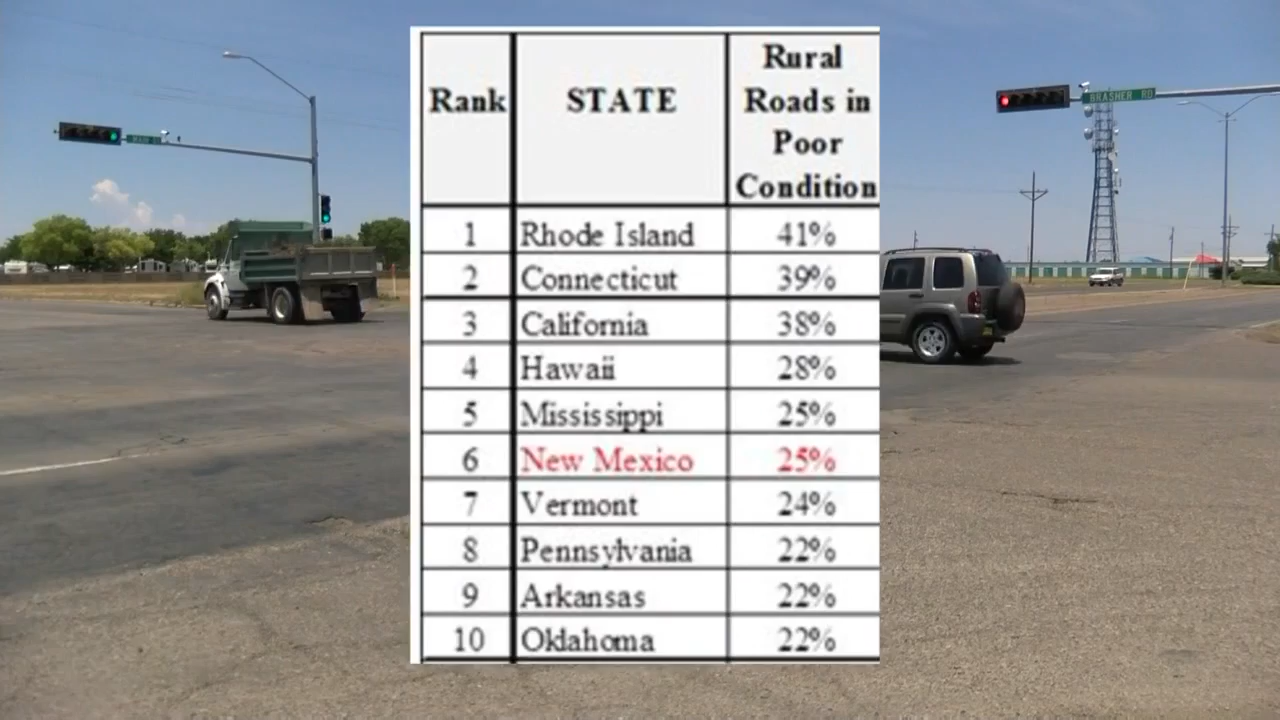 Rank STATE Rural Roads in Poor Condition
1 Rhode Island 41%
2 Connecticut 39%
3 California 38%
4 Hawaii 28%
5 Mississippi 25%
6 New Mexico 25%
7 Vermont 24%
8 Pennsylvania 22%
9 Arkansas 22%
10 Oklahoma 22%
MAIN ST
BRASHER RD